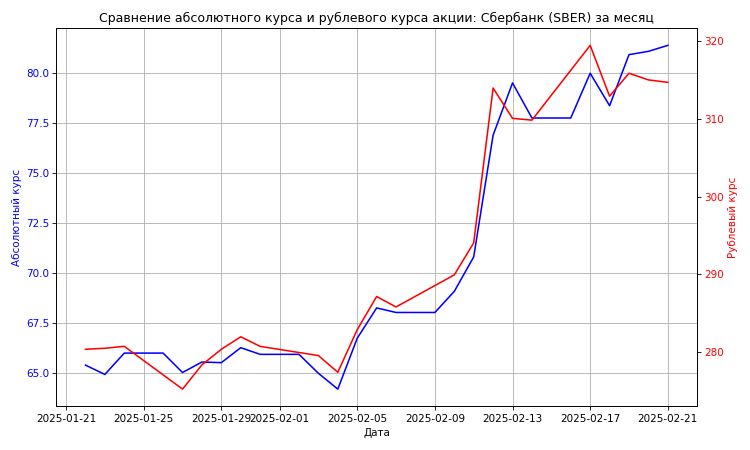 Сравнение абсолютного курса и рублевого курса акции: Сбербанк (SBER) за месяц
Абсолютный курс
80.0
77.5
75.0
72.5
70.0
67.5
65.0
320
310
300
290
280
Рублевый курс
2025-01-21 2025-01-25 2025-01-29 2025-02-01 2025-02-05 2025-02-09 2025-02-13 2025-02-17 2025-02-21
Дата